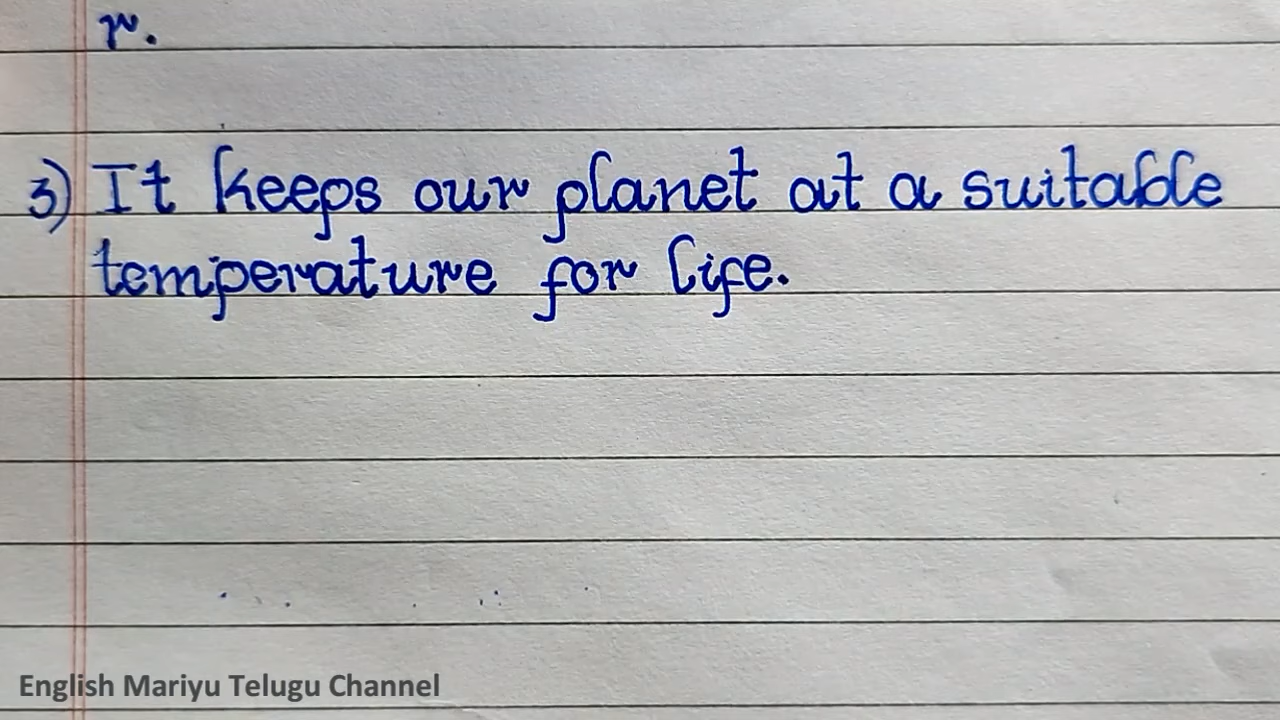 r.
3) It keeps our planet at a suitable
temperature for life.
English Mariyu Telugu Channel